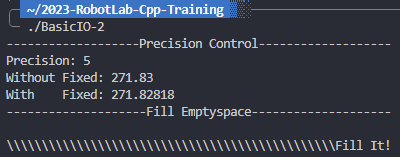 ~/2023-RobotLab-Cpp-Training
./BasicIO-2
-------------------Precision Control-------------------
Precision: 5
Without Fixed: 271.83
With    Fixed: 271.82818
--------------------Fill Emptyspace--------------------
\\\\\\\\\\\\\\\\\\\\\\\\\\\\\\\\\\\\\\\\\\\\\\\Fill It!